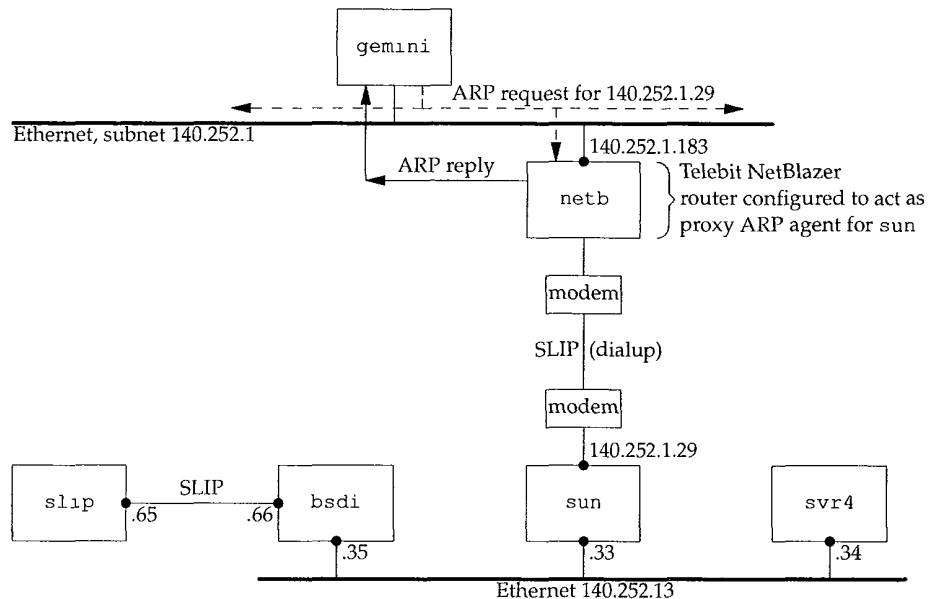 gemini
ARP request for 140.252.1.29
Ethernet, subnet 140.252.1
140.252.1.183
ARP reply
netb
Telebit NetBlazer
router configured to act as
proxy ARP agent for sun
modem
SLIP (dialup)
modem
140.252.1.29
slip
SLIP
bsdi
sun
svr4
.65
.66
.35
.33
.34
Ethernet 140.252.13